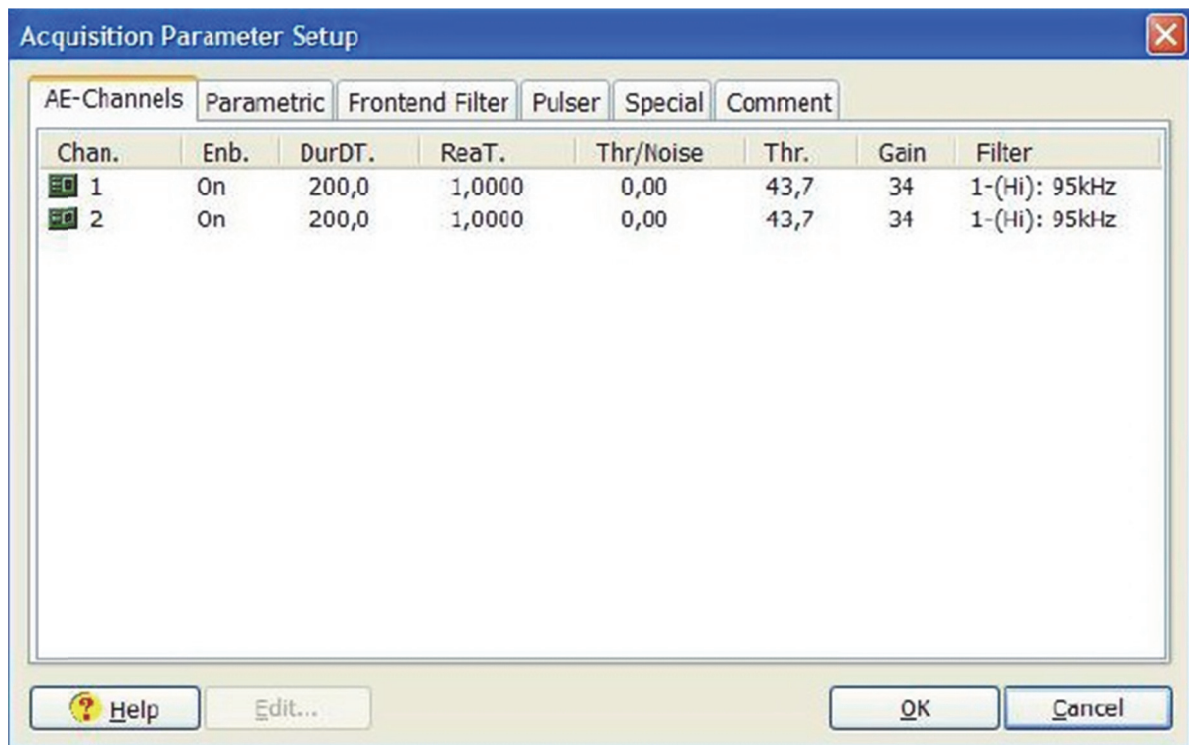 Acquisition Parameter Setup
AE-Channels Parametric Frontend Filter Pulser Special Comment
Chan. Enb. DurDT. ReaT. Thr/Noise Thr. Gain Filter
1 On 200,0 1,0000 0,00 43,7 34 1-(Hi): 95kHz
2 On 200,0 1,0000 0,00 43,7 34 1-(Hi): 95kHz
? Help Edit... OK Cancel